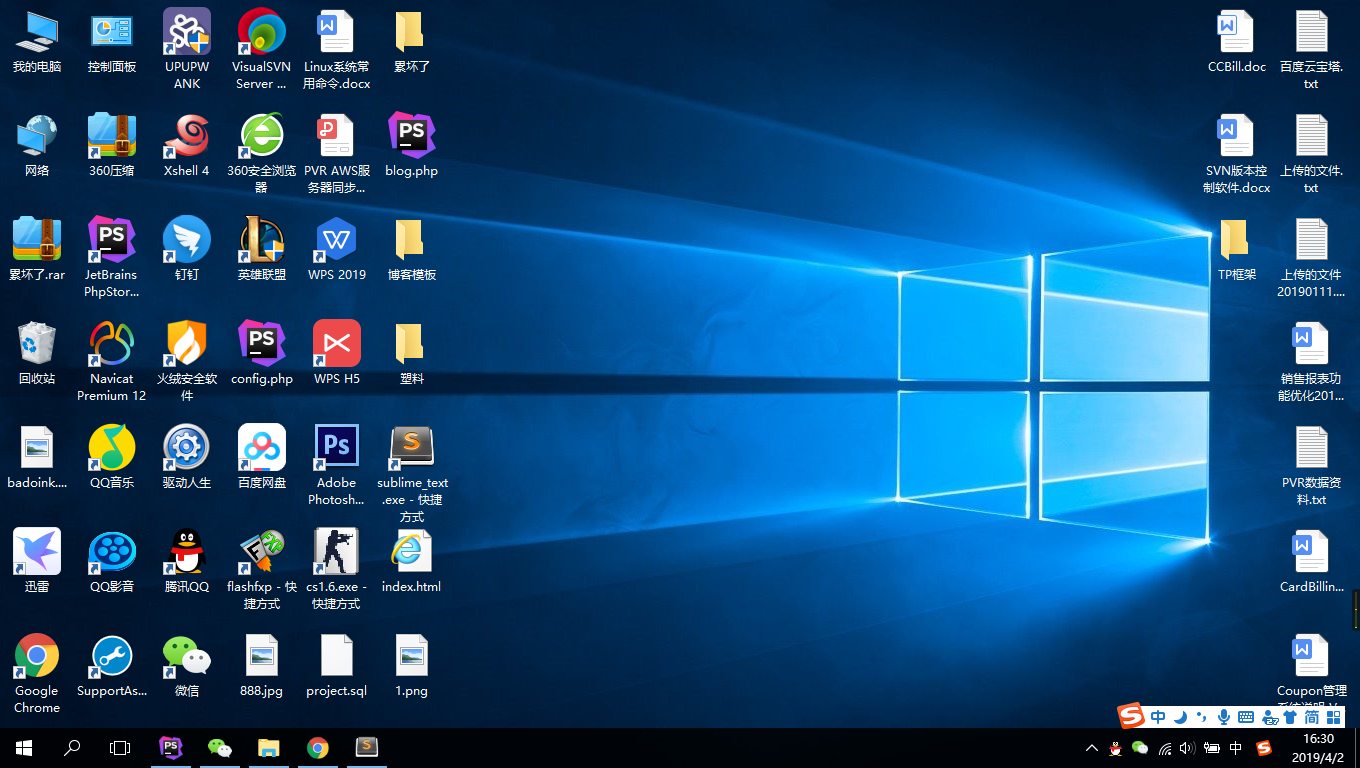 我的电脑
控制面板
UPUPW
ANK
VisualSVN
Server ...
Linux系统常
用命令.docx
累坏了
CCBill.doc
百度云宝塔.
txt
网络
360压缩
Xshell 4
360安全浏览
器
PVR AWS服
务器同步...
blog.php
SVN版本控
制软件.docx
上传的文件.
txt
累坏了.rar
JetBrains
PhpStor...
钉钉
英雄联盟
WPS 2019
博客模板
TP框架
上传的文件
20190111....
回收站
Navicat
Premium 12
火绒安全软
件
config.php
WPS H5
塑料
销售报表功
能优化201...
badoink....
QQ音乐
驱动人生
百度网盘
Adobe
Photosh...
sublime_text
.exe - 快捷
方式
PVR数据资
料.txt
迅雷
QQ影音
腾讯QQ
flashfxp - 快
捷方式
cs1.6.exe -
快捷方式
index.html
CardBillin...
Google
Chrome
SupportAs...
微信
888.jpg
project.sql
1.png
Coupon管理
中
简
中
16:30
2019/4/2